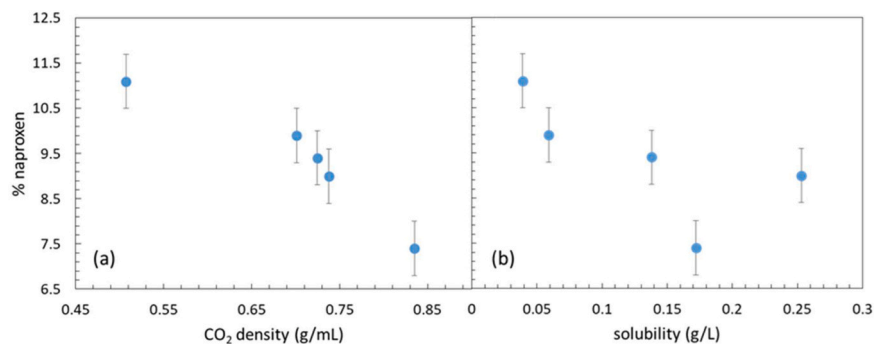 12.5
11.5
10.5
9.5
8.5
7.5
6.5
% naproxen
(a)
(b)
0.45 0.55 0.65 0.75 0.85
0 0.05 0.1 0.15 0.2 0.25 0.3
CO₂ density (g/mL)
solubility (g/L)